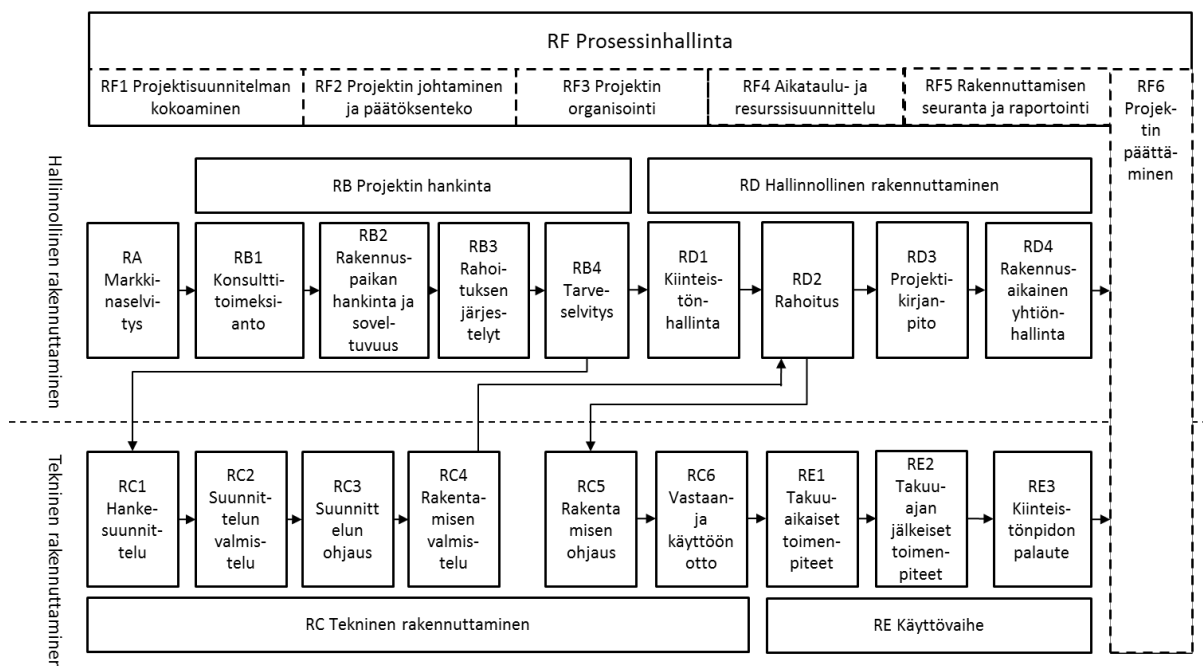 RF Prosessinhallinta
RF1 Projektisuunnitelman
kokoaminen
RF2 Projektin johtaminen
ja päätöksenteko
RF3 Projektin
organisointi
RF4 Aikataulu- ja
resurssisuunnittelu
RF5 Rakennuttamisen
seuranta ja raportointi
RF6
Projek-
tin
päättä-
minen
Hallinnollinen rakennuttaminen
RB Projektin hankinta
RD Hallinnollinen rakennuttaminen
RA
Markki-
naselvi-
tys
RB1
Konsultti-
toimeksi-
anto
RB2
Rakennus-
paikan
hankinta ja
sovel-
tuvuus
RB3
Rahoi-
tuksen
järjes-
telyt
RB4
Tarve-
selvitys
RD1
Kiinteis-
tön-
hallinta
RD2
Rahoitus
RD3
Projekti-
kirjan-
pito
RD4
Rakennus-
aikainen
yhtiön-
hallinta
Tekninen rakennuttaminen
RC1
Hanke-
suunnit-
telu
RC2
Suunnit-
telun
valmis-
telu
RC3
Suunnitt
elun
ohjaus
RC4
Rakenta-
misen
valmis-
telu
RC5
Rakenta
misen
ohjaus
RC6
Vastaan-
ja
käyttöön
otto
RE1
Takuu-
aikaiset
toimen-
piteet
RE2
Takuu-
ajan
jälkeiset
toimen-
piteet
RE3
Kiinteis-
tönpidon
palaute
RC Tekninen rakennuttaminen
RE Käyttövaihe